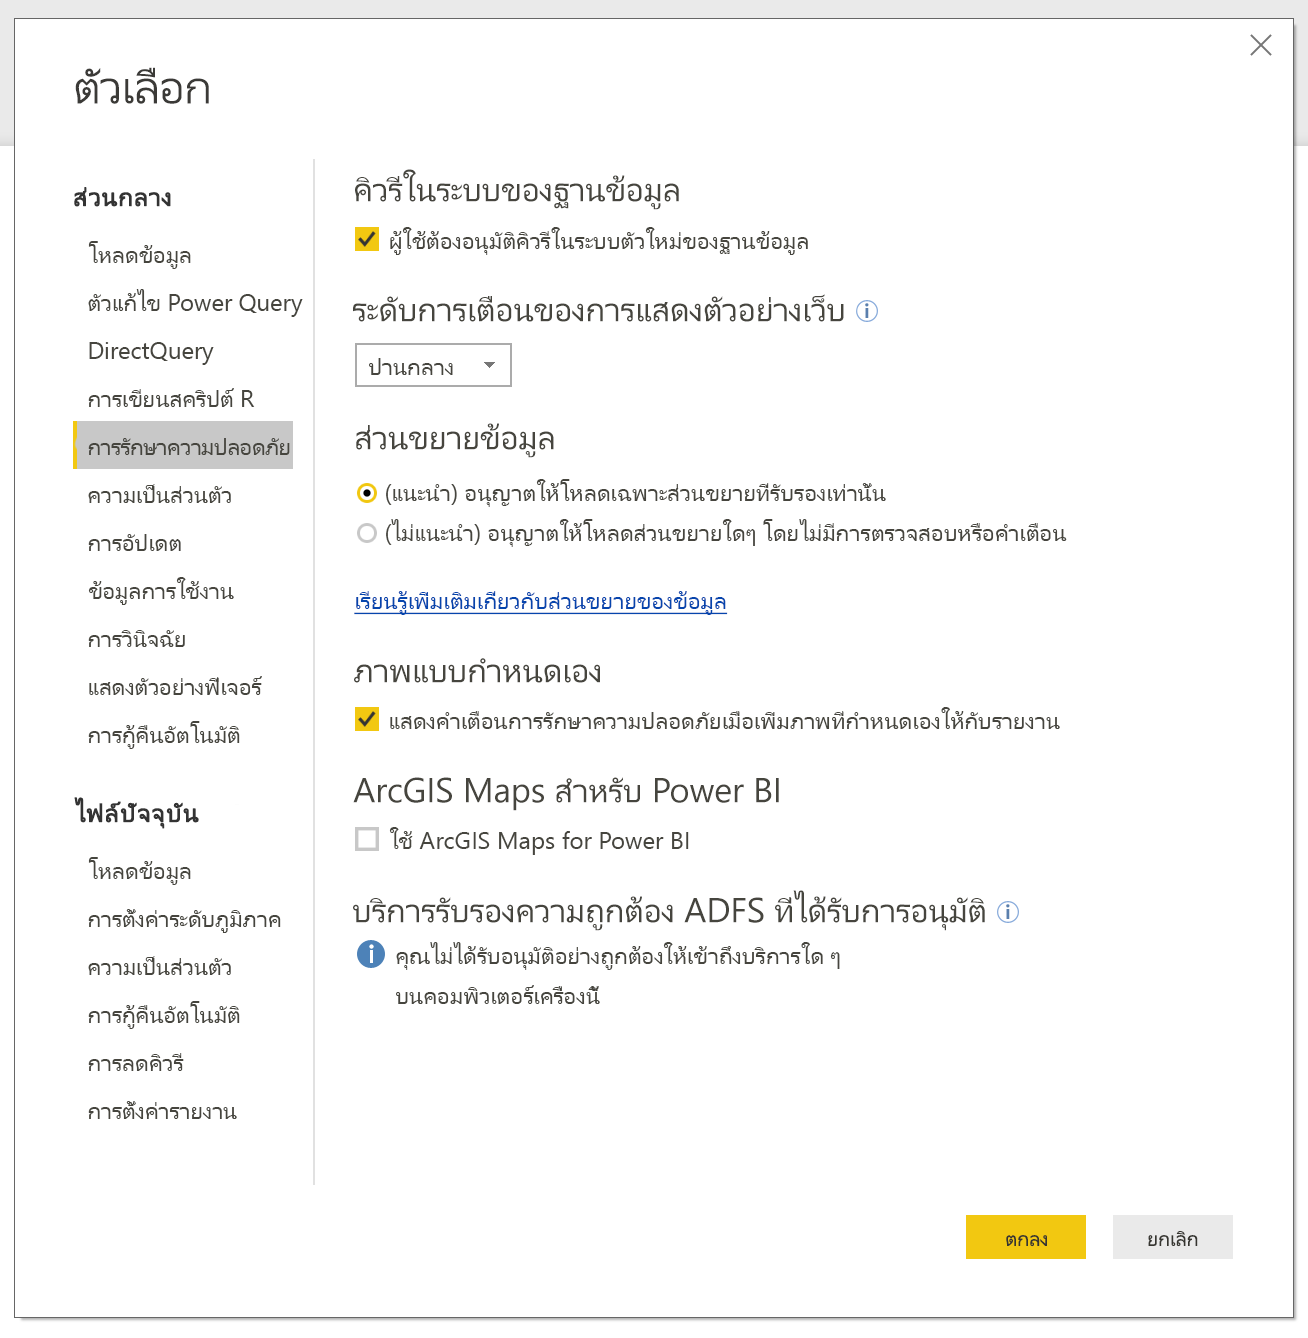 ตัวเลือก
ส่วนกลาง
โหลดข้อมูล
ตัวแก้ไข Power Query
DirectQuery
การเขียนสคริปต์ R
การรักษาความปลอดภัย
ความเป็นส่วนตัว
การอัปเดต
ข้อมูลการใช้งาน
การวินิจฉัย
แสดงตัวอย่างฟีเจอร์
การกู้คืนอัตโนมัติ
ไฟล์ปัจจุบัน
โหลดข้อมูล
การตั้งค่าระดับภูมิภาค
ความเป็นส่วนตัว
การกู้คืนอัตโนมัติ
การลดคิวรี
การตั้งค่ารายงาน
คิวรีในระบบของฐานข้อมูล
ผู้ใช้ต้องอนุมัติคิวรีในระบบตัวใหม่ของฐานข้อมูล
ระดับการเตือนของการแสดงตัวอย่างเว็บ
ปานกลาง
ส่วนขยายข้อมูล
(แนะนำ) อนุญาตให้โหลดเฉพาะส่วนขยายที่รับรองเท่านั้น
(ไม่แนะนำ) อนุญาตให้โหลดส่วนขยายใดๆ โดยไม่มีการตรวจสอบหรือคำเตือน
เรียนรู้เพิ่มเติมเกี่ยวกับส่วนขยายของข้อมูล
ภาพแบบกำหนดเอง
แสดงคำเตือนการรักษาความปลอดภัยเมื่อเพิ่มภาพที่กำหนดเองให้กับรายงาน
ArcGIS Maps สำหรับ Power BI
ใช้ ArcGIS Maps for Power BI
บริการรับรองความถูกต้อง ADFS ที่ได้รับการอนุมัติ
คุณไม่ได้รับอนุมัติอย่างถูกต้องให้เข้าถึงบริการใด ๆ
บนคอมพิวเตอร์เครื่องนี้
ตกลง
ยกเลิก